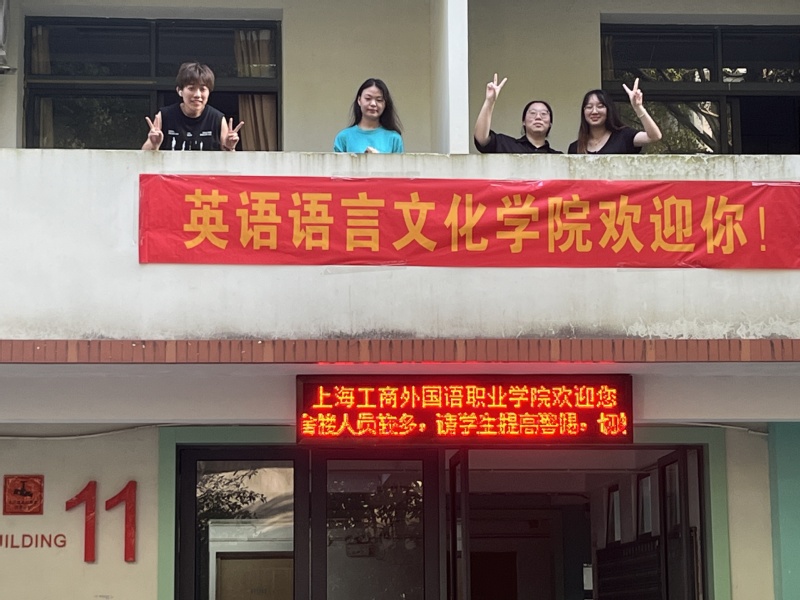 英语语言文化学院欢迎你！
上海工商外国语职业学院欢迎您
舍楼人员较多，请学生提高警惕，切
11
UILDING